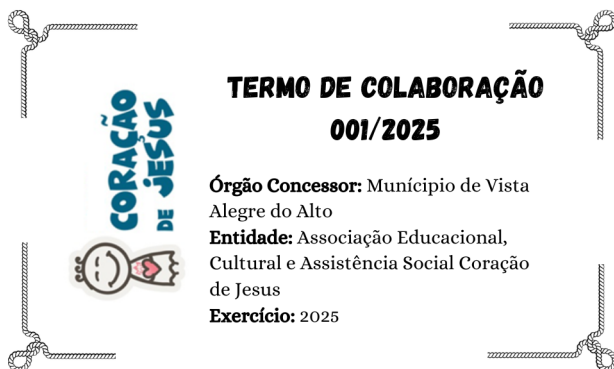 CORAÇÃO
DE JESUS
TERMO DE COLABORAÇÃO
001/2025
Órgão Concessor: Munícipio de Vista
Alegre do Alto
Entidade: Associação Educacional,
Cultural e Assistência Social Coração
de Jesus
Exercício: 2025